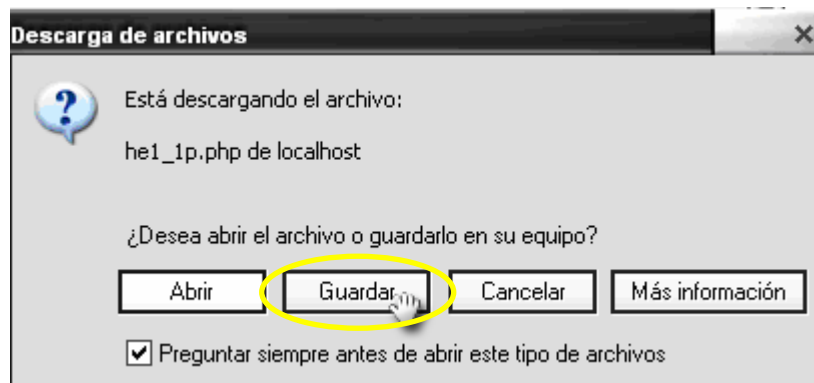 Descarga de archivos
Está descargando el archivo:
he1_1p.php de localhost
¿Desea abrir el archivo o guardarlo en su equipo?
Abrir Guardar Cancelar Más información
Preguntar siempre antes de abrir este tipo de archivos